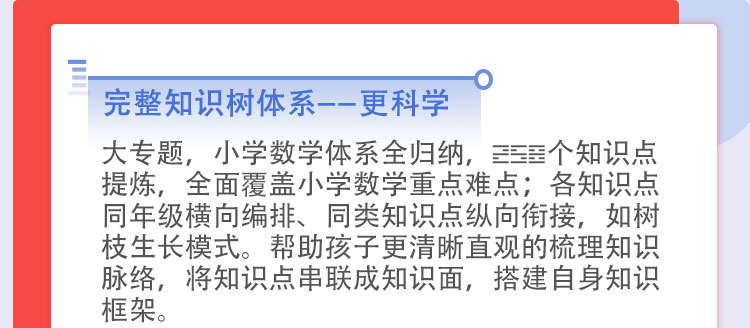 完整知识树体系--更科学
大专题，小学数学体系全归纳，个知识点
提炼，全面覆盖小学数学重点难点；各知识点
同年级横向编排、同类知识点纵向衔接，如树
枝生长模式。帮助孩子更清晰直观的梳理知识
脉络，将知识点串联成知识面，搭建自身知识
框架。